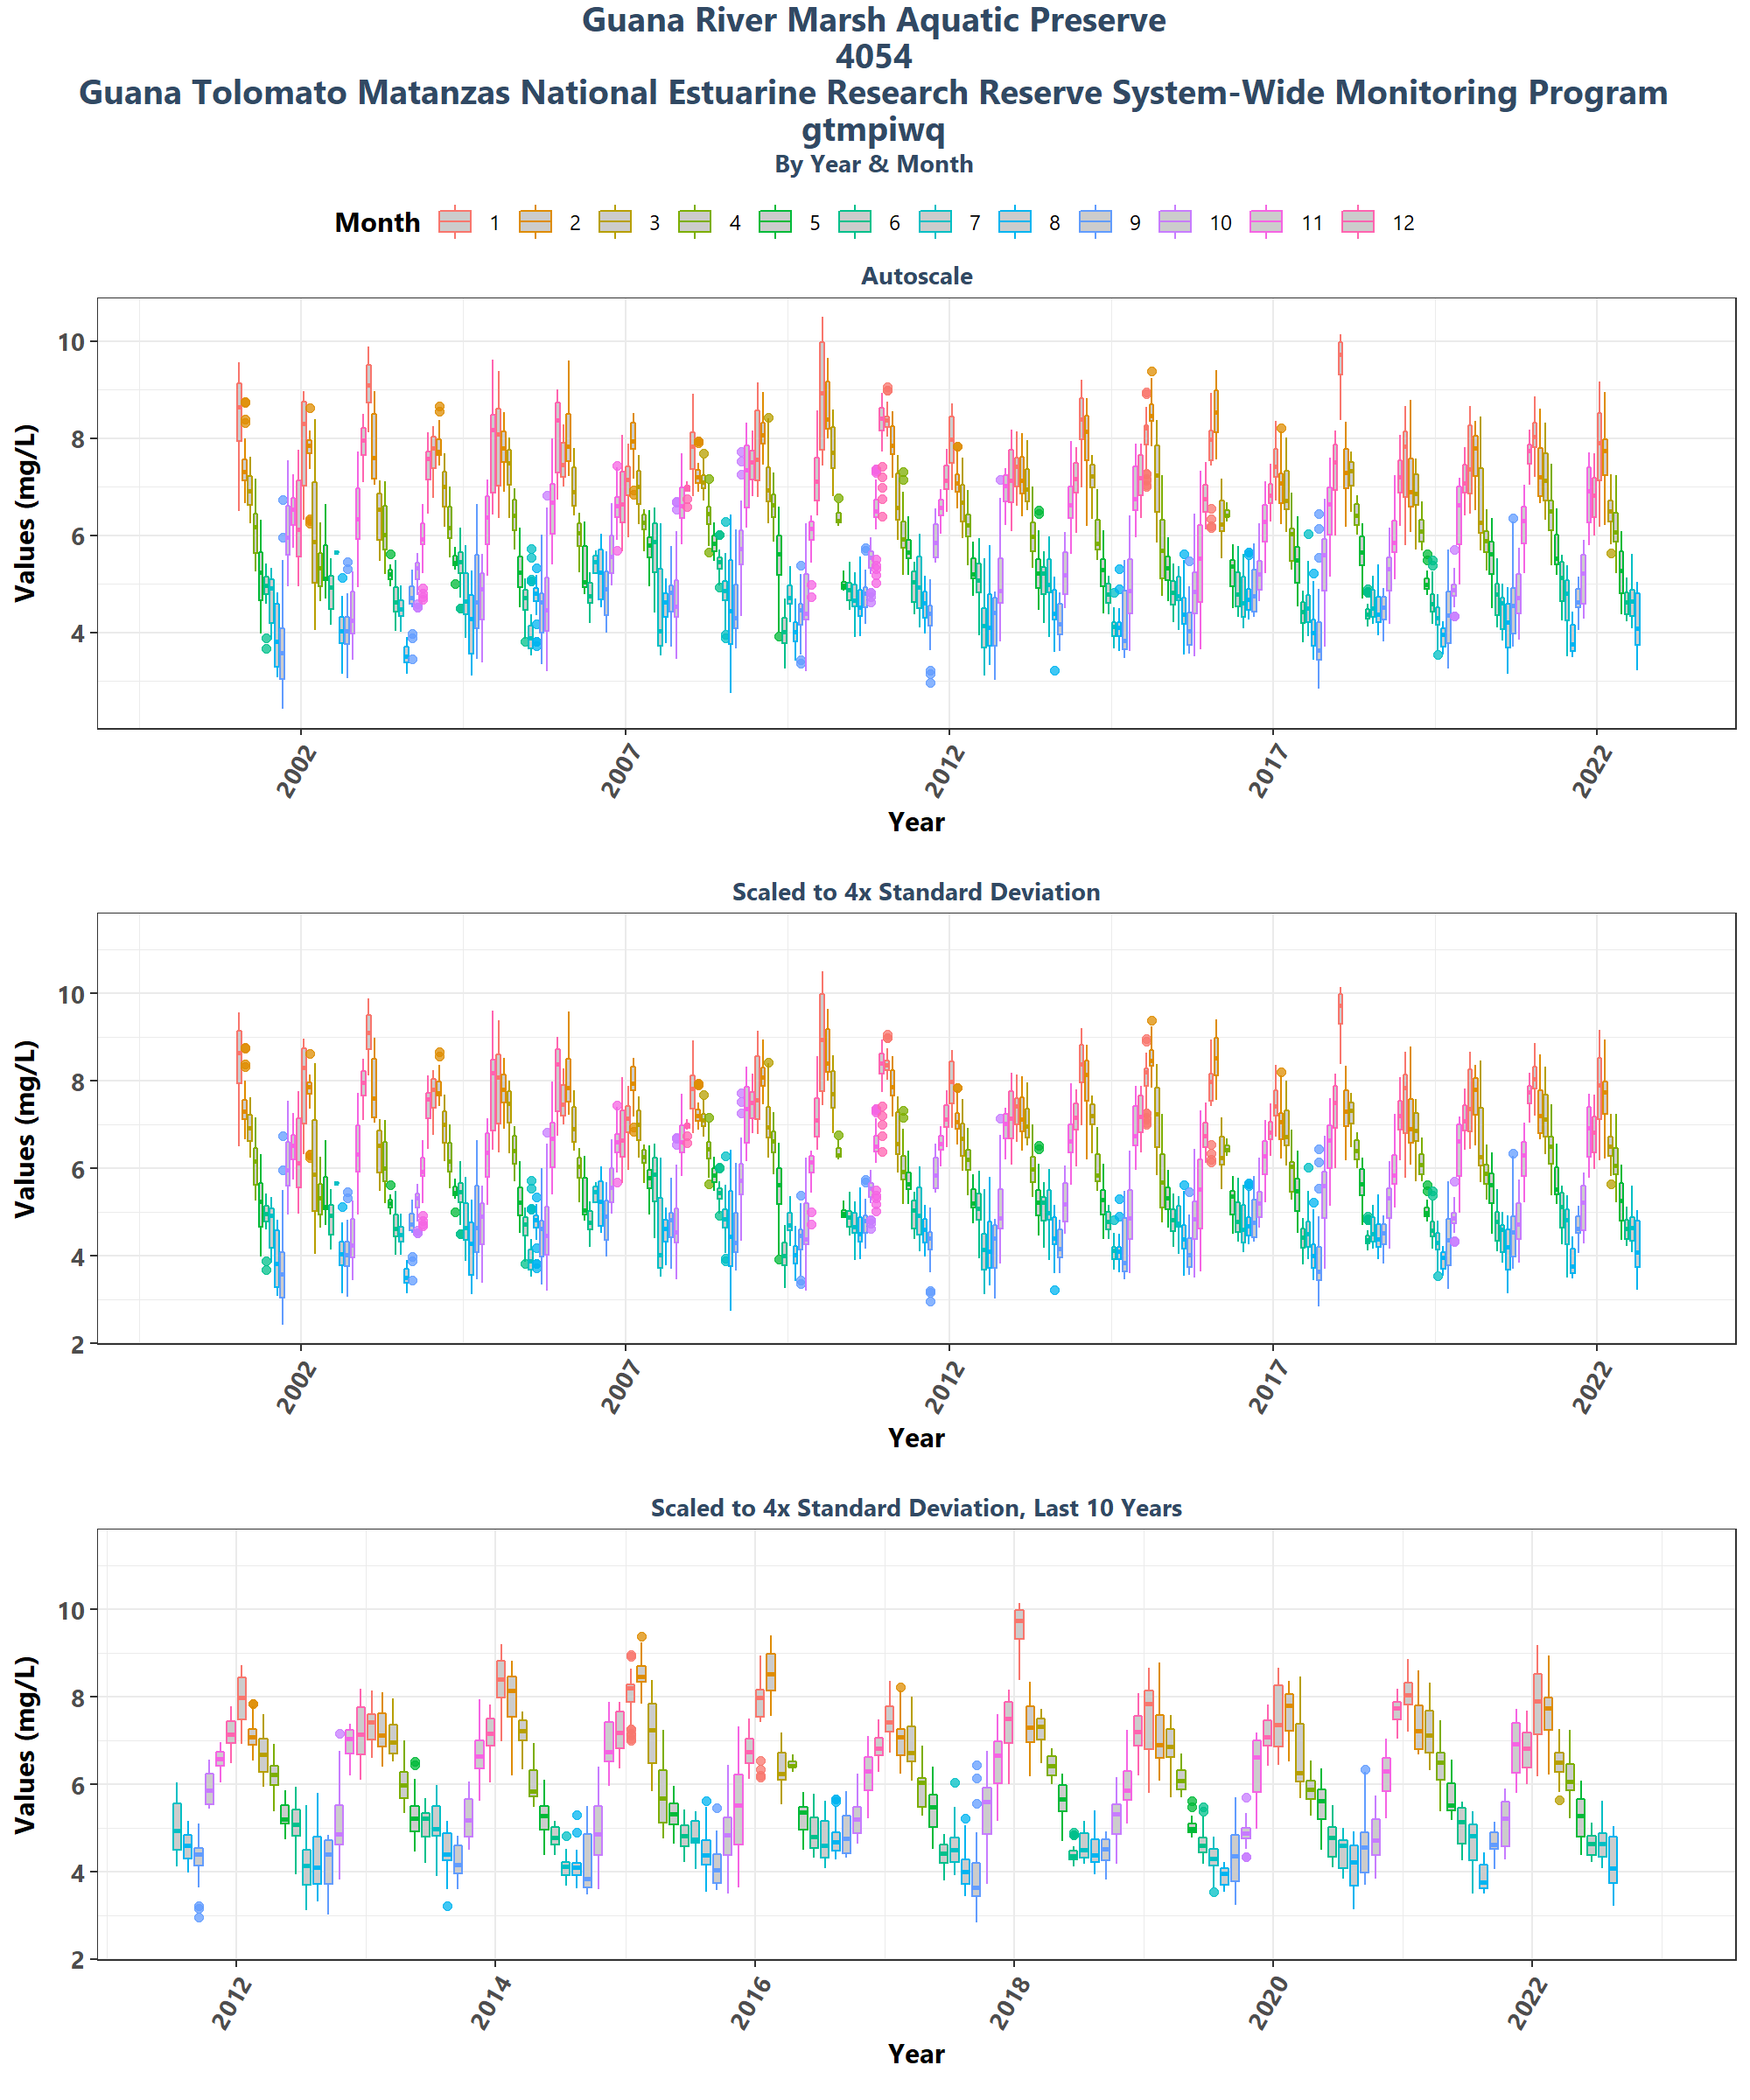 Guana River Marsh Aquatic Preserve
4054
Guana Tolomato Matanzas National Estuarine Research Reserve System-Wide Monitoring Program
gtmpiwq
By Year & Month
Month 1 2 3 4 5 6 7 8 9 10 11 12
Autoscale
Values (mg/L)
10
8
6
4
2002 2007 2012 2017 2022
Year
Scaled to 4x Standard Deviation
Values (mg/L)
10
8
6
4
2
2002 2007 2012 2017 2022
Year
Scaled to 4x Standard Deviation, Last 10 Years
Values (mg/L)
10
8
6
4
2
2012 2014 2016 2018 2020 2022
Year